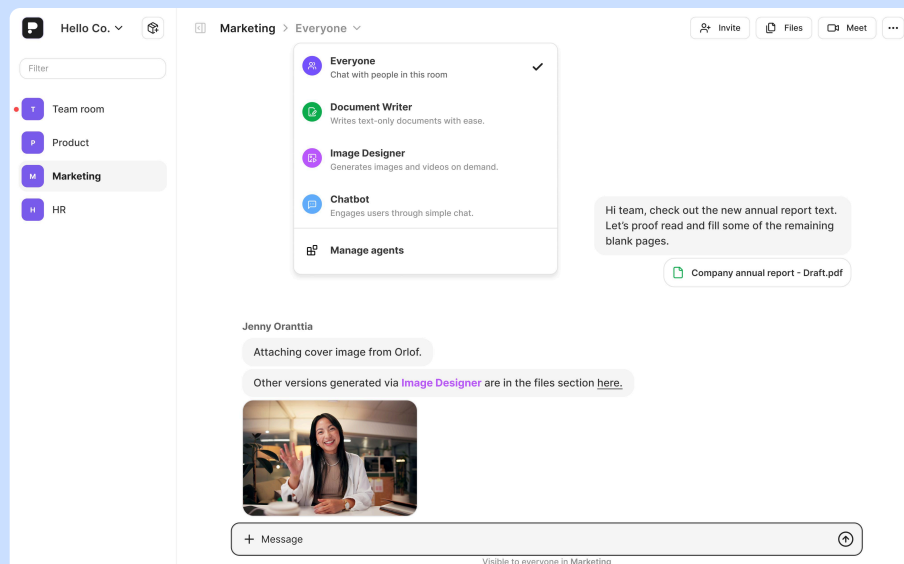 Hello Co.
Filter
T Team room
P Product
M Marketing
H HR
Marketing > Everyone
Invite
Files
Meet
Everyone
Chat with people in this room
Document Writer
Writes text-only documents with ease.
Image Designer
Generates images and videos on demand.
Chatbot
Engages users through simple chat.
Manage agents
Hi team, check out the new annual report text.
Let's proof read and fill some of the remaining
blank pages.
Company annual report - Draft.pdf
Jenny Oranttia
Attaching cover image from Orlof.
Other versions generated via Image Designer are in the files section here.
+ Message
Visible to everyone in Marketing